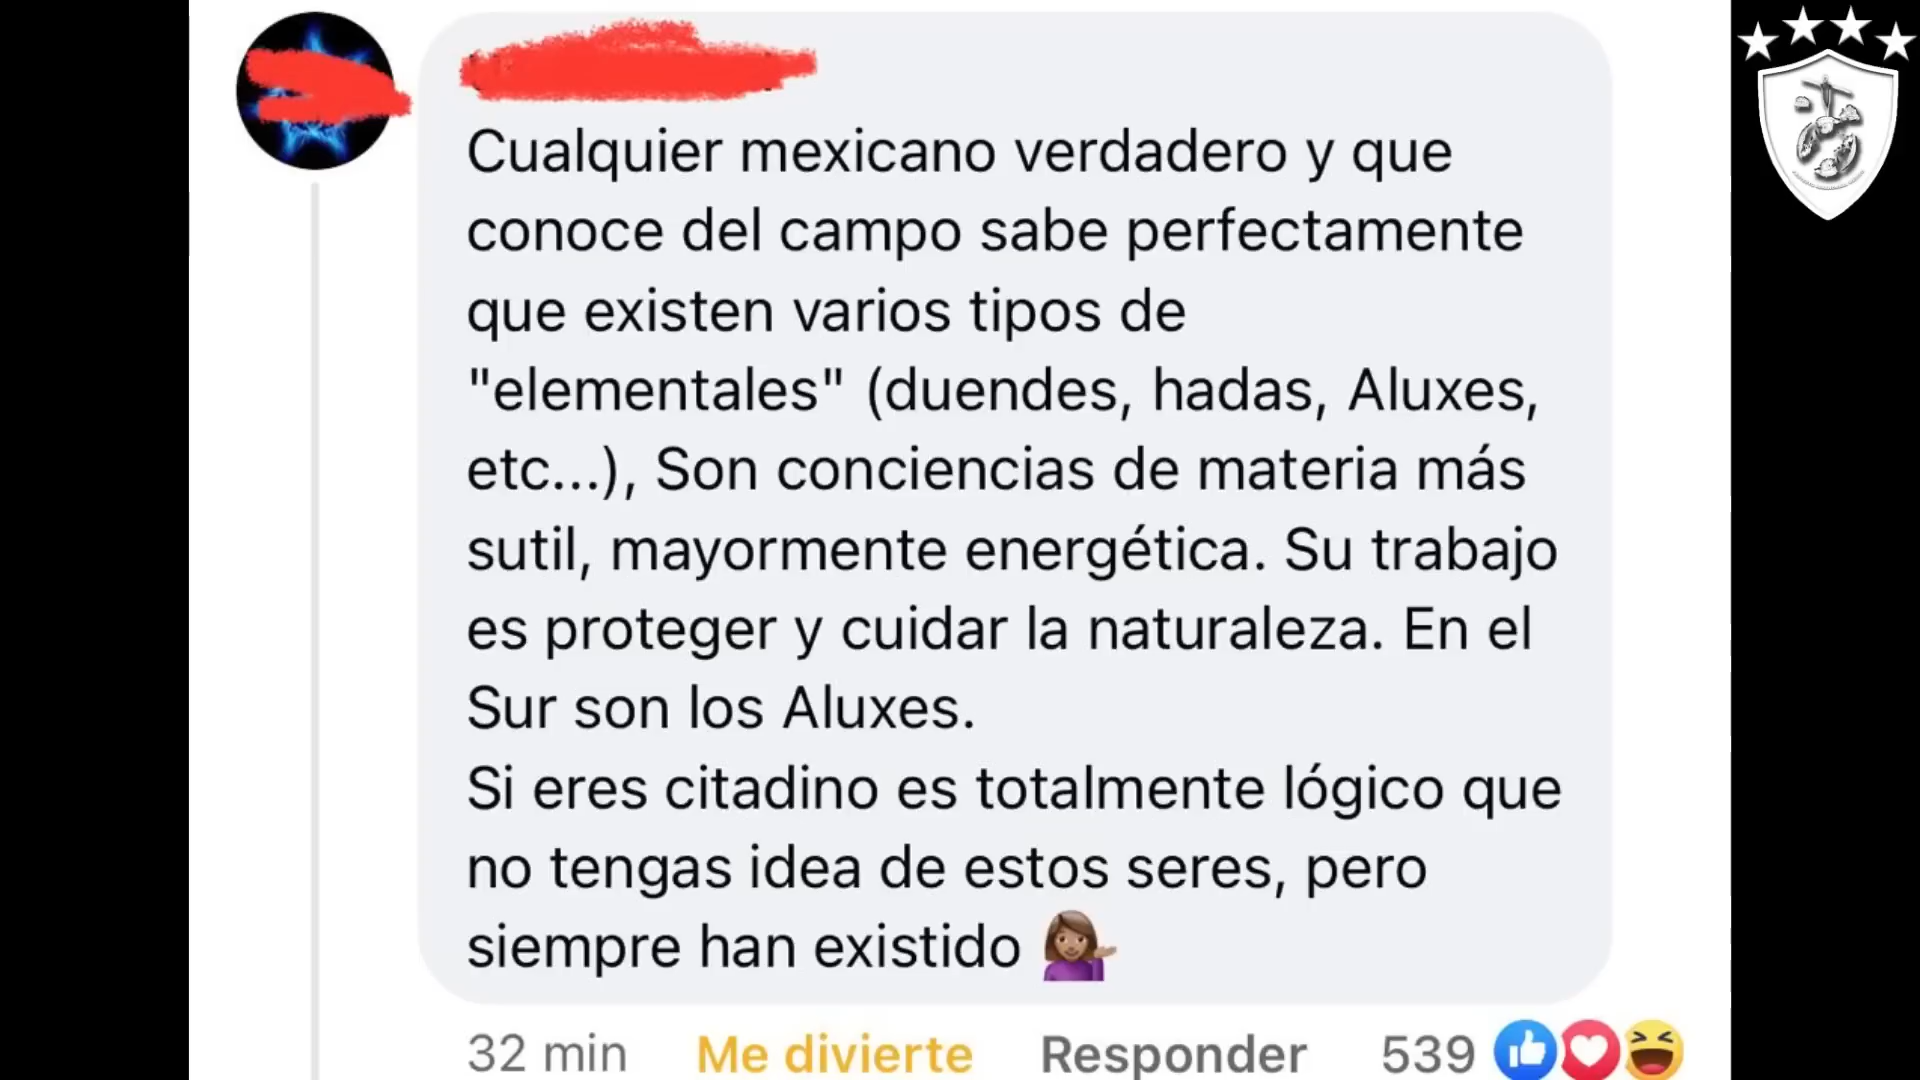 Cualquier mexicano verdadero y que
conoce del campo sabe perfectamente
que existen varios tipos de
"elementales" (duendes, hadas, Aluxes,
etc...), Son conciencias de materia más
sutil, mayormente energética. Su trabajo
es proteger y cuidar la naturaleza. En el
Sur son los Aluxes.
Si eres citadino es totalmente lógico que
no tengas idea de estos seres, pero
siempre han existido 💁🏽‍♀️
32 min Me divierte Responder 539